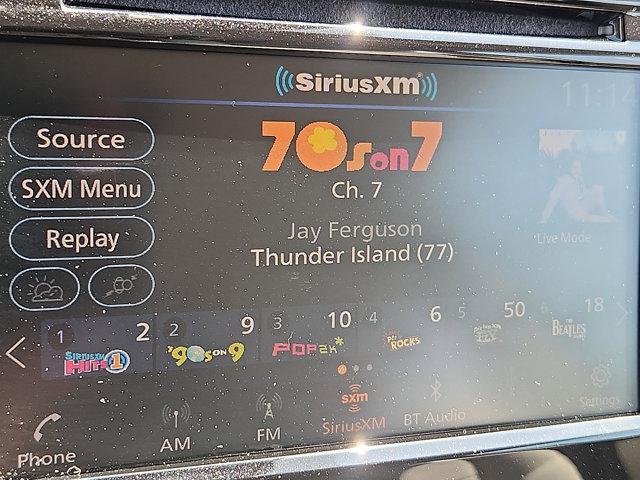 SiriusXM
11:14
Source
70s on 7
SXM Menu
Ch. 7
Replay
Jay Ferguson
Live Mode
Thunder Island (77)
1 2 2 9 3 10 4 6 5 50 6 18
SIRIUSXM HITS 1
'90s ON 9
POP2K
ROCKS
THE BEATLES
sxm
Phone
AM
FM
SiriusXM
BT Audio
Settings